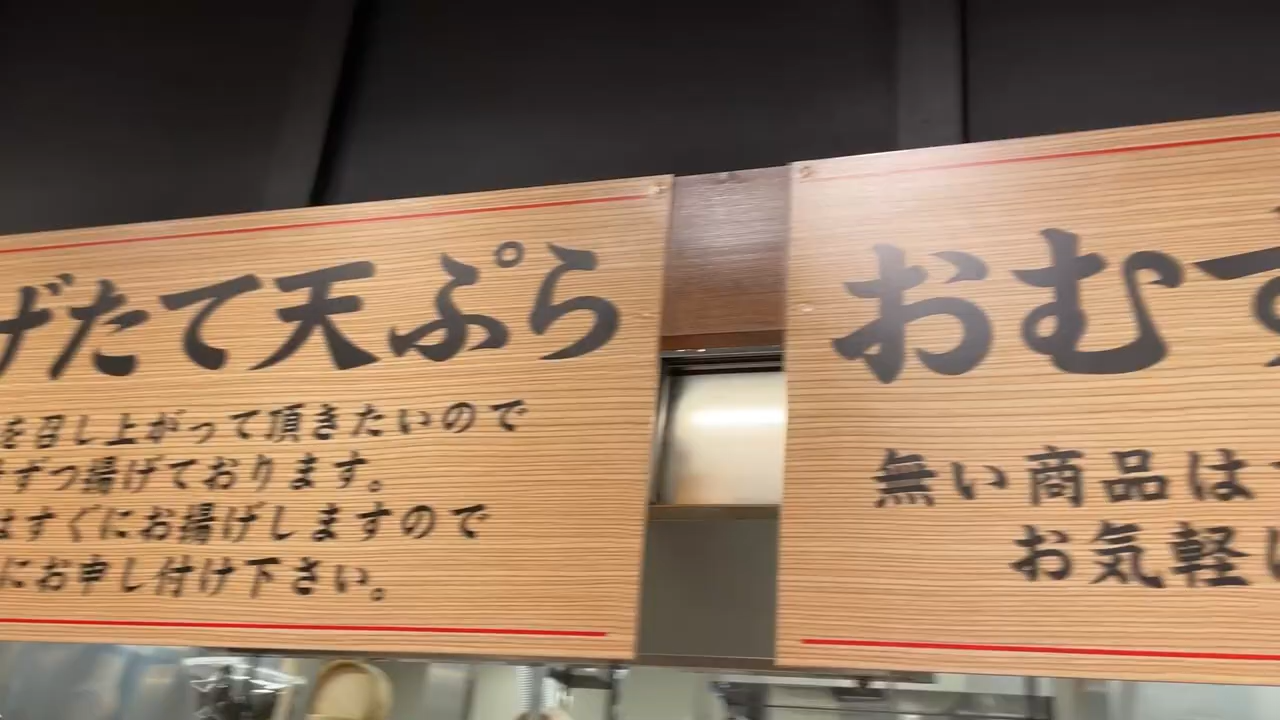 げたて天ぷら
を召し上がって頂きたいので
ずつ揚げております。
はすぐにお揚げしますので
にお申し付け下さい。
おむす
無い商品は
お気軽に